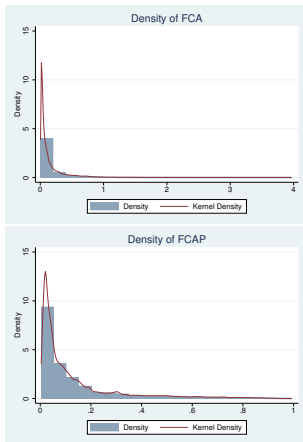 Density of FCA
15
10
5
0
Density
0 1 2 3 4
Density Kernel Density
Density of FCAP
15
10
5
0
Density
0 .2 .4 .6 .8 1
Density Kernel Density